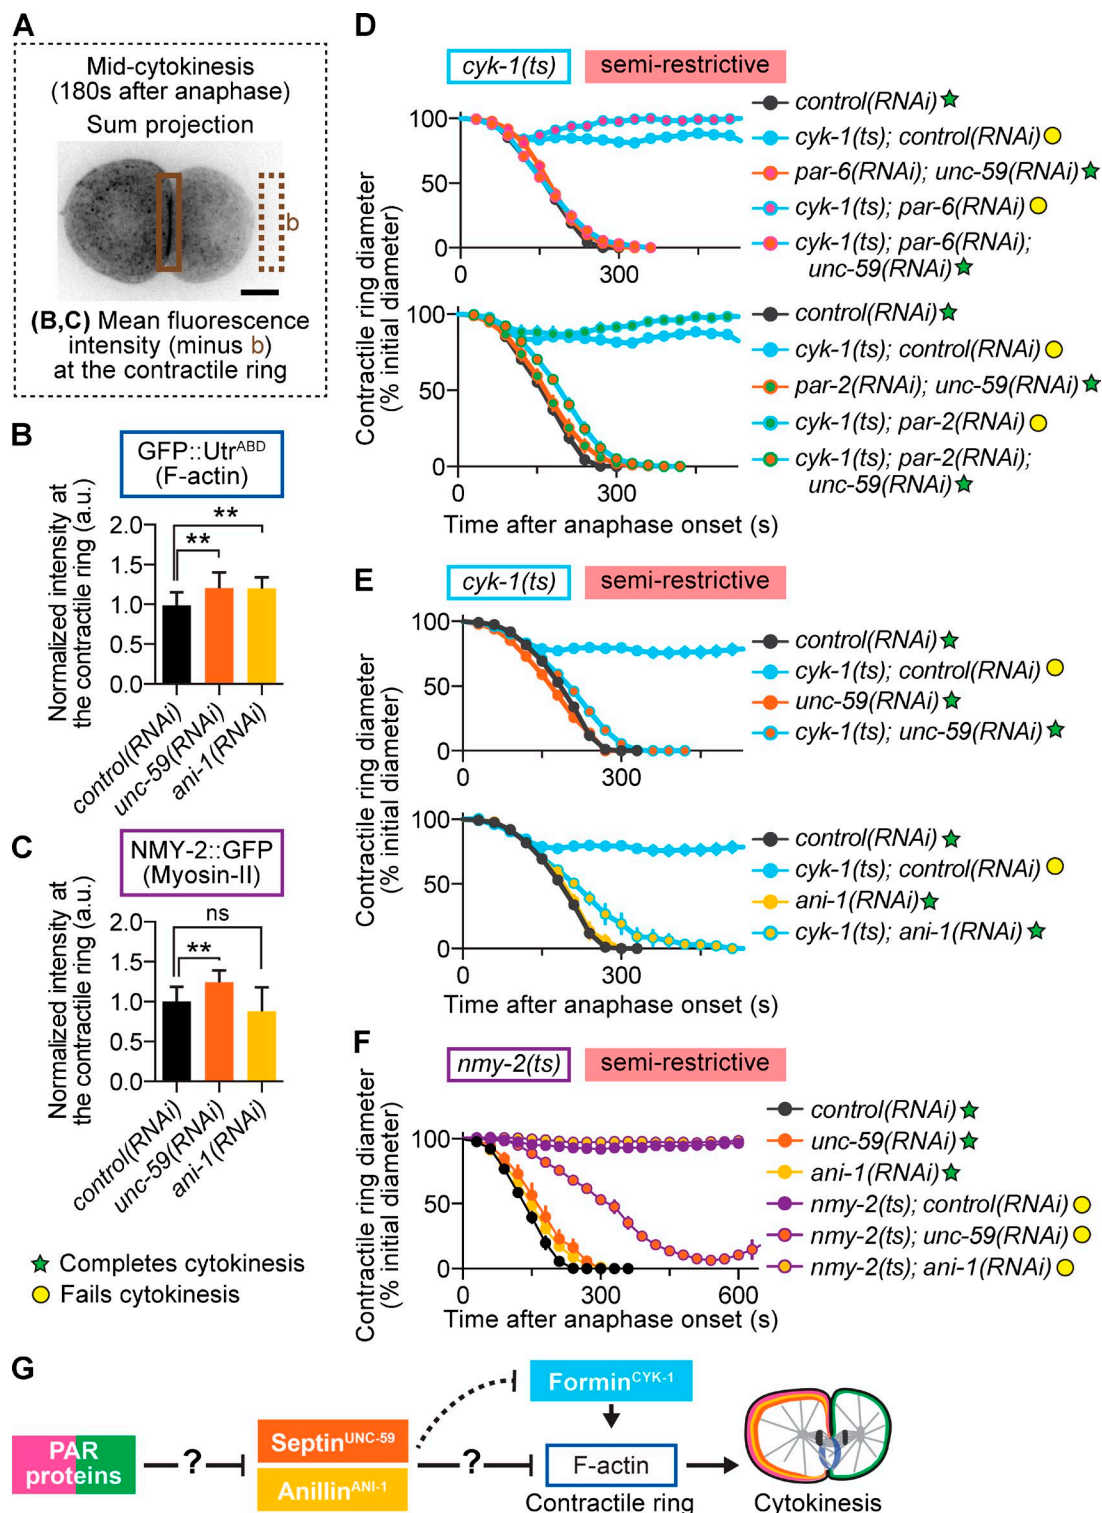 A
Mid-cytokinesis
(180s after anaphase)
Sum projection
b
(B,C) Mean fluorescence
intensity (minus b)
at the contractile ring
B
GFP::Utr^ABD
(F-actin)
Normalized intensity at
the contractile ring (a.u.)
2.0
1.5
1.0
0.5
0.0
**
**
control(RNAi)
unc-59(RNAi)
ani-1(RNAi)
C
NMY-2::GFP
(Myosin-II)
Normalized intensity at
the contractile ring (a.u.)
2.0
1.5
1.0
0.5
0.0
ns
**
control(RNAi)
unc-59(RNAi)
ani-1(RNAi)
Completes cytokinesis
Fails cytokinesis
D
cyk-1(ts) semi-restrictive
Contractile ring diameter
(% initial diameter)
100
50
0
0 300
control(RNAi)
cyk-1(ts); control(RNAi)
par-6(RNAi); unc-59(RNAi)
cyk-1(ts); par-6(RNAi)
cyk-1(ts); par-6(RNAi);
unc-59(RNAi)
100
50
0
0 300
Time after anaphase onset (s)
control(RNAi)
cyk-1(ts); control(RNAi)
par-2(RNAi); unc-59(RNAi)
cyk-1(ts); par-2(RNAi)
cyk-1(ts); par-2(RNAi);
unc-59(RNAi)
E
cyk-1(ts) semi-restrictive
Contractile ring diameter
(% initial diameter)
100
50
0
0 300
control(RNAi)
cyk-1(ts); control(RNAi)
unc-59(RNAi)
cyk-1(ts); unc-59(RNAi)
100
50
0
0 300
Time after anaphase onset (s)
control(RNAi)
cyk-1(ts); control(RNAi)
ani-1(RNAi)
cyk-1(ts); ani-1(RNAi)
F
nmy-2(ts) semi-restrictive
Contractile ring diameter
(% initial diameter)
100
50
0
0 300 600
Time after anaphase onset (s)
control(RNAi)
unc-59(RNAi)
ani-1(RNAi)
nmy-2(ts); control(RNAi)
nmy-2(ts); unc-59(RNAi)
nmy-2(ts); ani-1(RNAi)
G
PAR
proteins
?
Septin^UNC-59
Anillin^ANI-1
?
Formin^CYK-1
F-actin
Contractile ring
Cytokinesis